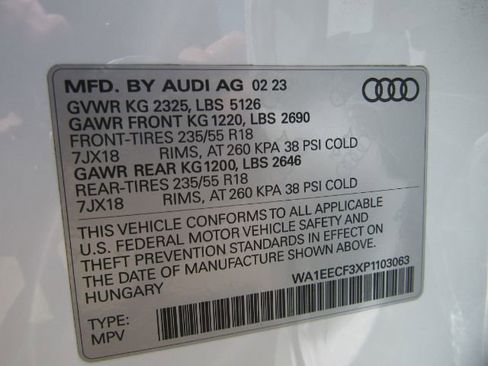 MFD. BY AUDI AG 02 23
GVWR KG 2325, LBS 5126
GAWR FRONT KG 1220, LBS 2690
FRONT-TIRES 235/55 R18
7JX18 RIMS, AT 260 KPA 38 PSI COLD
GAWR REAR KG 1200, LBS 2646
REAR-TIRES 235/55 R18
7JX18 RIMS, AT 260 KPA 38 PSI COLD
THIS VEHICLE CONFORMS TO ALL APPLICABLE
U.S. FEDERAL MOTOR VEHICLE SAFETY AND
THEFT PREVENTION STANDARDS IN EFFECT ON
THE DATE OF MANUFACTURE SHOWN ABOVE.
HUNGARY
WA1EECF3XP1103063
TYPE:
MPV